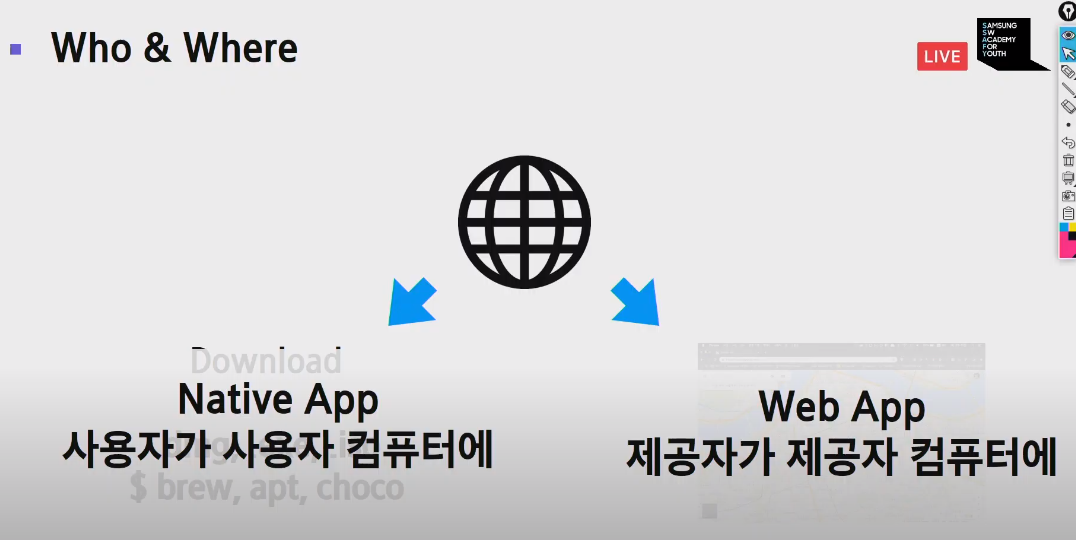 Who & Where
LIVE
SAMSUNG
SW
ACADEMY
FOR
YOUTH
Download
Native App
사용자가 사용자 컴퓨터에
$ brew, apt, choco
Web App
제공자가 제공자 컴퓨터에